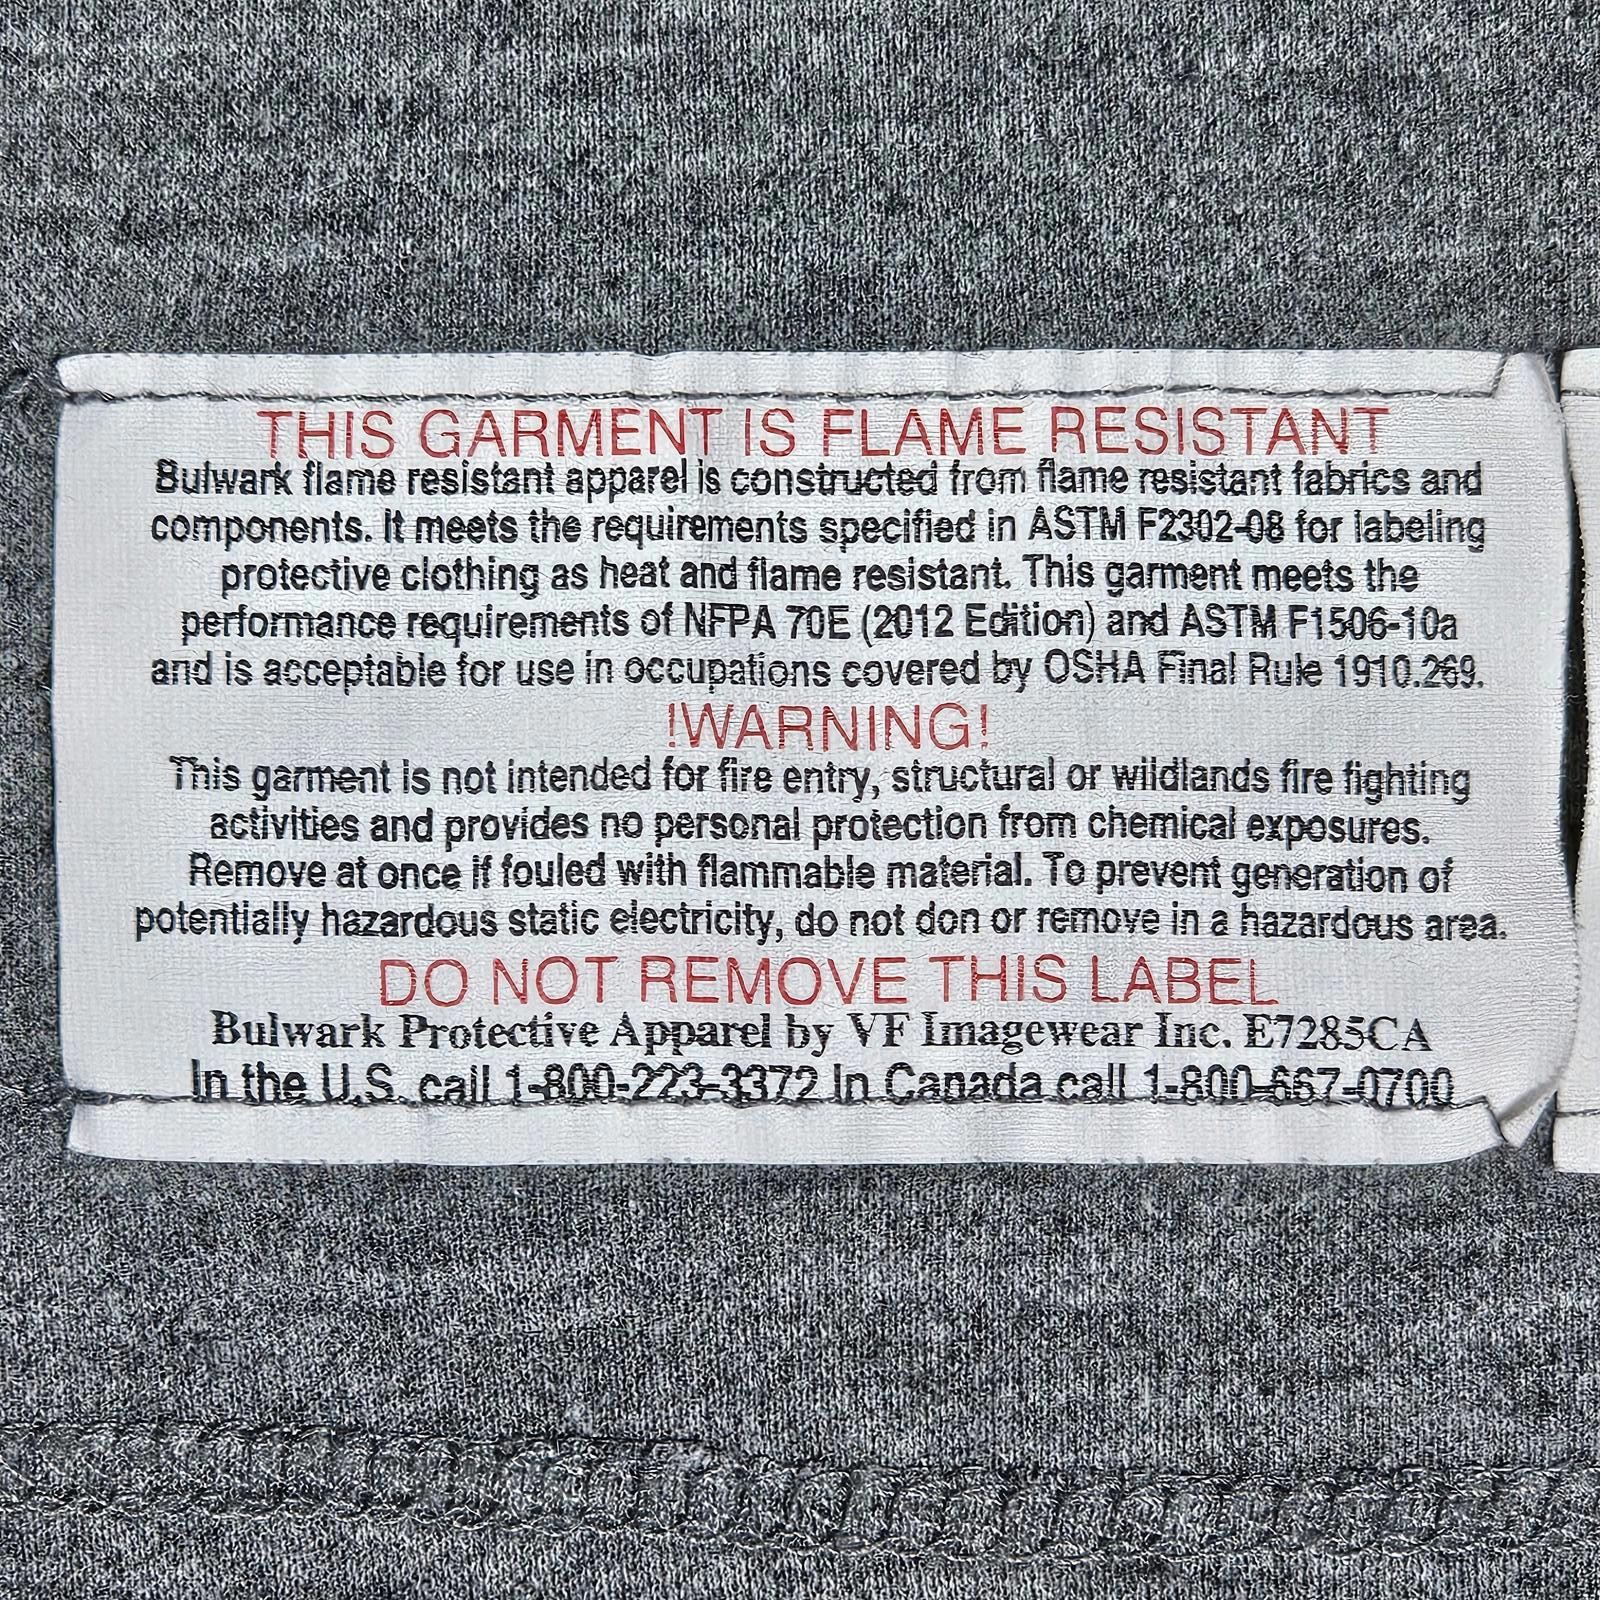 THIS GARMENT IS FLAME RESISTANT
Bulwark flame resistant apparel is constructed from flame resistant fabrics and
components. It meets the requirements specified in ASTM F2302-08 for labeling
protective clothing as heat and flame resistant. This garment meets the
performance requirements of NFPA 70E (2012 Edition) and ASTM F1506-10a
and is acceptable for use in occupations covered by OSHA Final Rule 1910.269.
!WARNING!
This garment is not intended for fire entry, structural or wildlands fire fighting
activities and provides no personal protection from chemical exposures.
Remove at once if fouled with flammable material. To prevent generation of
potentially hazardous static electricity, do not don or remove in a hazardous area.
DO NOT REMOVE THIS LABEL
Bulwark Protective Apparel by VF Imagewear Inc. E7285CA
In the U.S. call 1-800-223-3372 In Canada call 1-800-667-0700